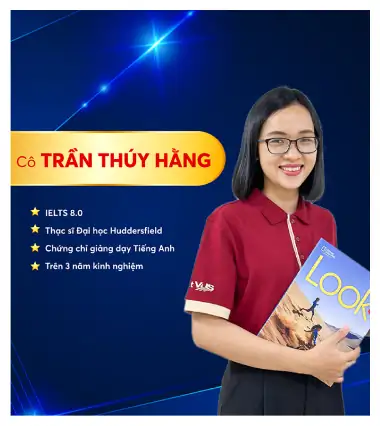 Cô TRẦN THÚY HẰNG
IELTS 8.0
Thạc sĩ Đại học Huddersfield
Chứng chỉ giảng dạy Tiếng Anh
Trên 3 năm kinh nghiệm
VUS
LOOK